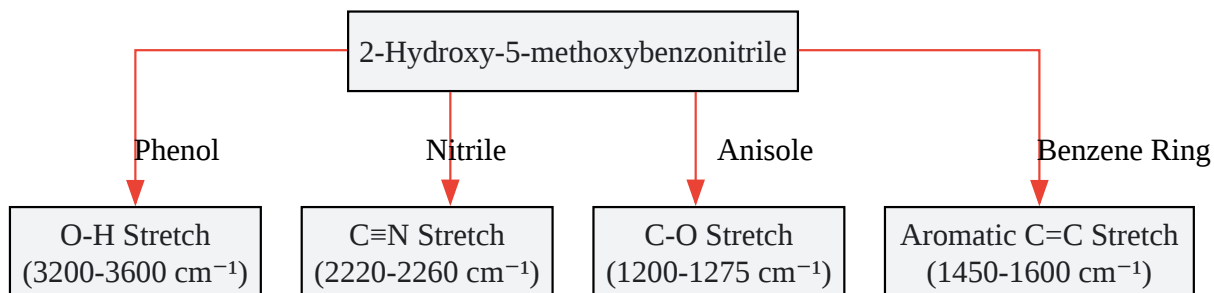 2-Hydroxy-5-methoxybenzonitrile
Phenol
Nitrile
Anisole
Benzene Ring
O-H Stretch
(3200-3600 cm⁻¹)
C≡N Stretch
(2220-2260 cm⁻¹)
C-O Stretch
(1200-1275 cm⁻¹)
Aromatic C=C Stretch
(1450-1600 cm⁻¹)